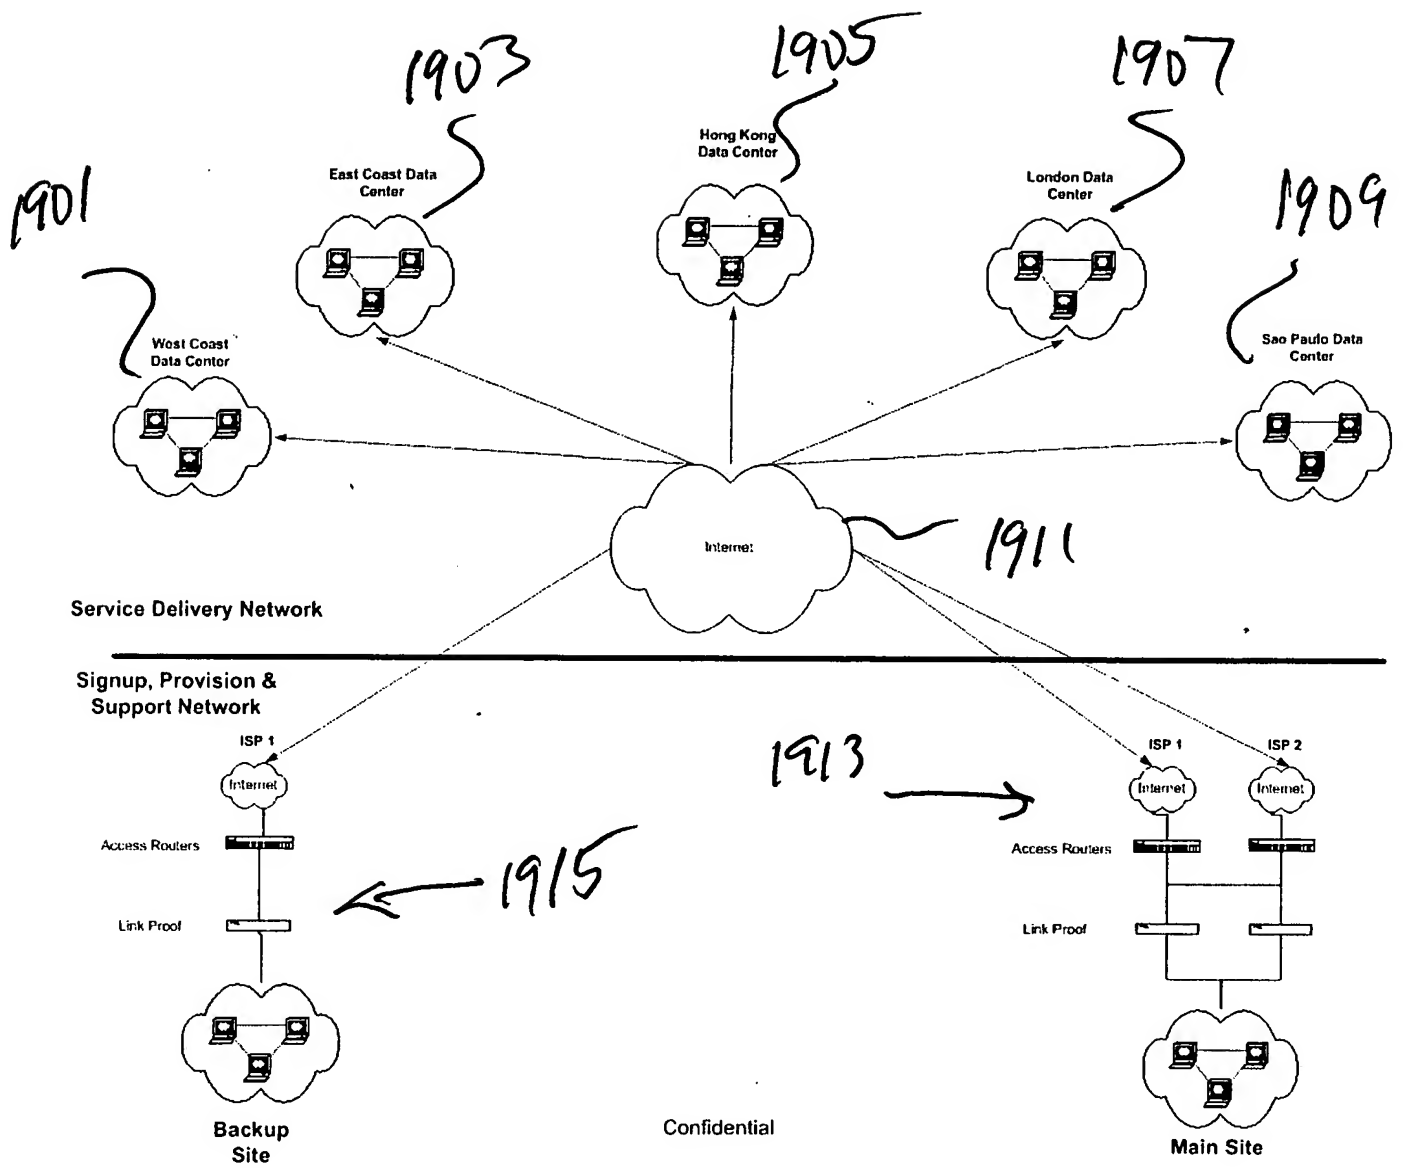 1903
1905
1907
Hong Kong
Data Center
East Coast Data
Center
London Data
Center
1901
1909
West Coast
Data Center
Sao Paulo Data
Center
Internet
1911
Service Delivery Network
Signup, Provision &
Support Network
ISP 1
1913
ISP 1
ISP 2
Internet
Internet
Internet
Access Routers
Access Routers
1915
Link Proof
Link Proof
Backup
Site
Confidential
Main Site